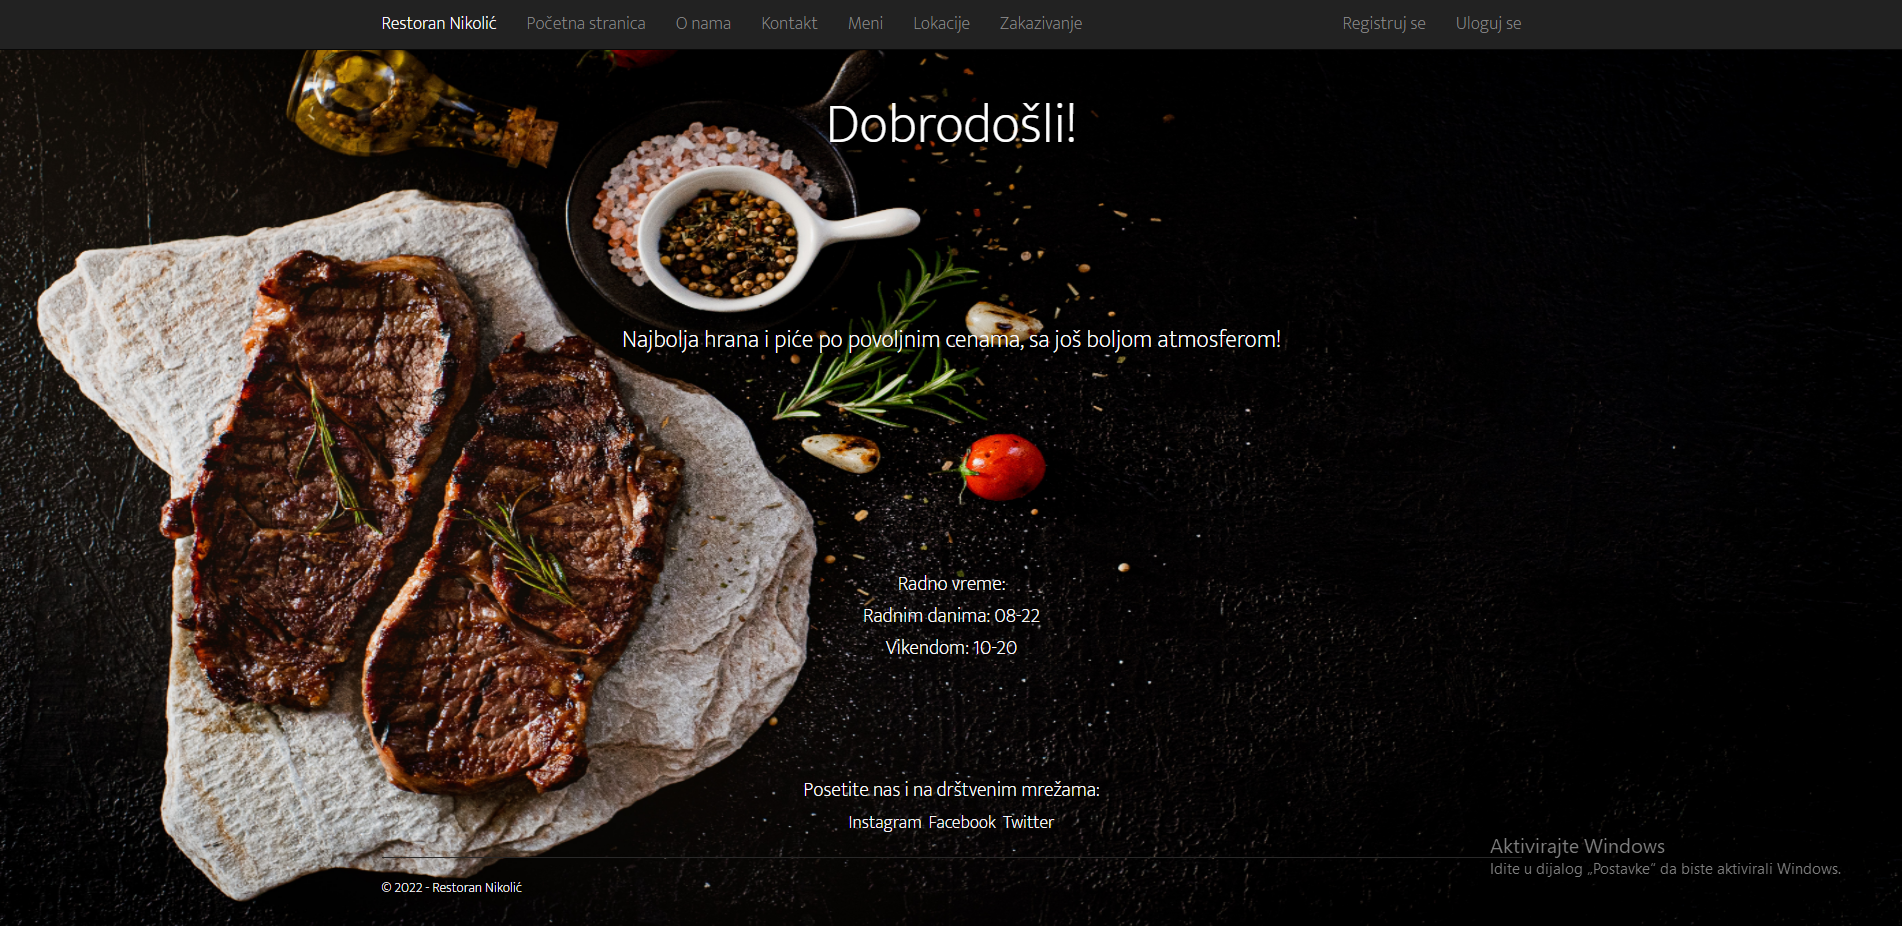 Restoran Nikolić Početna stranica O nama Kontakt Meni Lokacije Zakazivanje Registruj se Uloguj se
Dobrodošli!
Najbolja hrana i piće po povoljnim cenama, sa još boljom atmosferom!
Radno vreme:
Radnim danima: 08-22
Vikendom: 10-20
Posetite nas i na drštvenim mrežama:
Instagram Facebook Twitter
© 2022 - Restoran Nikolić
Aktivirajte Windows
Idite u dijalog „Postavke“ da biste aktivirali Windows.